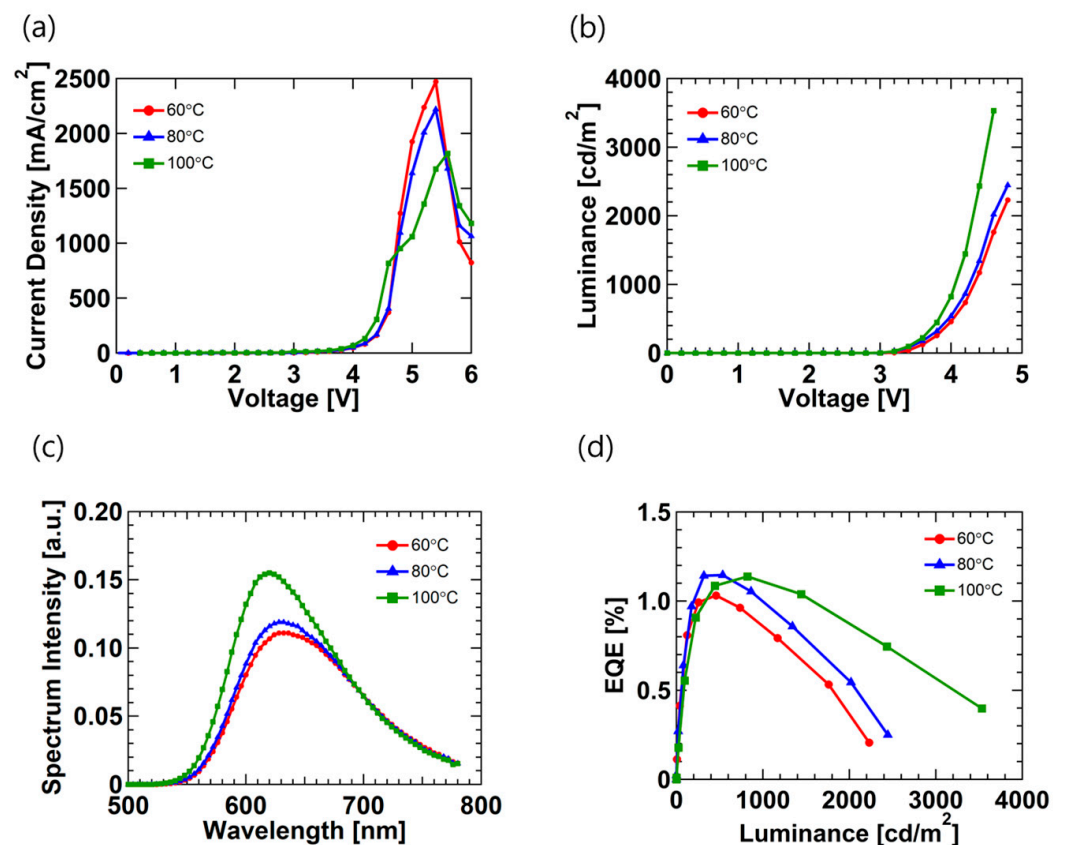 (a)
Current Density [mA/cm²]
2500
2000
1500
1000
500
0
60°C
80°C
100°C
0 1 2 3 4 5 6
Voltage [V]
(b)
Luminance [cd/m²]
4000
3000
2000
1000
0
60°C
80°C
100°C
0 1 2 3 4 5
Voltage [V]
(c)
Spectrum Intensity [a.u.]
0.20
0.15
0.10
0.05
0
60°C
80°C
100°C
500 600 700 800
Wavelength [nm]
(d)
EQE [%]
1.5
1.0
0.5
0
60°C
80°C
100°C
0 1000 2000 3000 4000
Luminance [cd/m²]